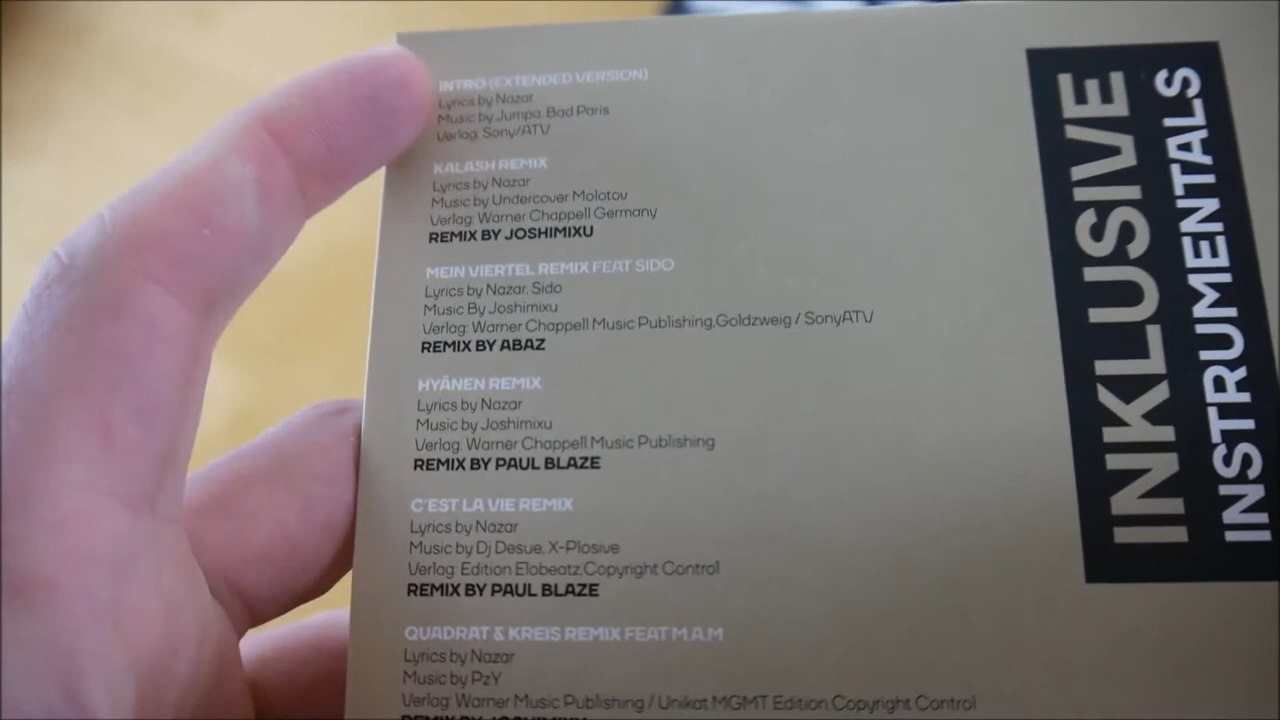 INTRO (EXTENDED VERSION)
Lyrics by Nazar
Music by Jumpa, Bad Paris
Verlag: Sony/ATV
KALASH REMIX
Lyrics by Nazar
Music by Undercover Molotov
Verlag: Warner Chappell Germany
REMIX BY JOSHIMIXU
MEIN VIERTEL REMIX FEAT SIDO
Lyrics by Nazar, Sido
Music By Joshimixu
Verlag: Warner Chappell Music Publishing,Goldzweig / SonyATV
REMIX BY ABAZ
HYÄNEN REMIX
Lyrics by Nazar
Music by Joshimixu
Verlag: Warner Chappell Music Publishing
REMIX BY PAUL BLAZE
C'EST LA VIE REMIX
Lyrics by Nazar
Music by Dj Desue, X-Plosive
Verlag: Edition Elobeatz,Copyright Control
REMIX BY PAUL BLAZE
QUADRAT & KREIS REMIX FEAT M.A.M
Lyrics by Nazar
Music by PzY
Verlag: Warner Music Publishing / Unikat MGMT Edition,Copyright Control
REMIX BY JOSHIMIXU
INKLUSIVE
INSTRUMENTALS